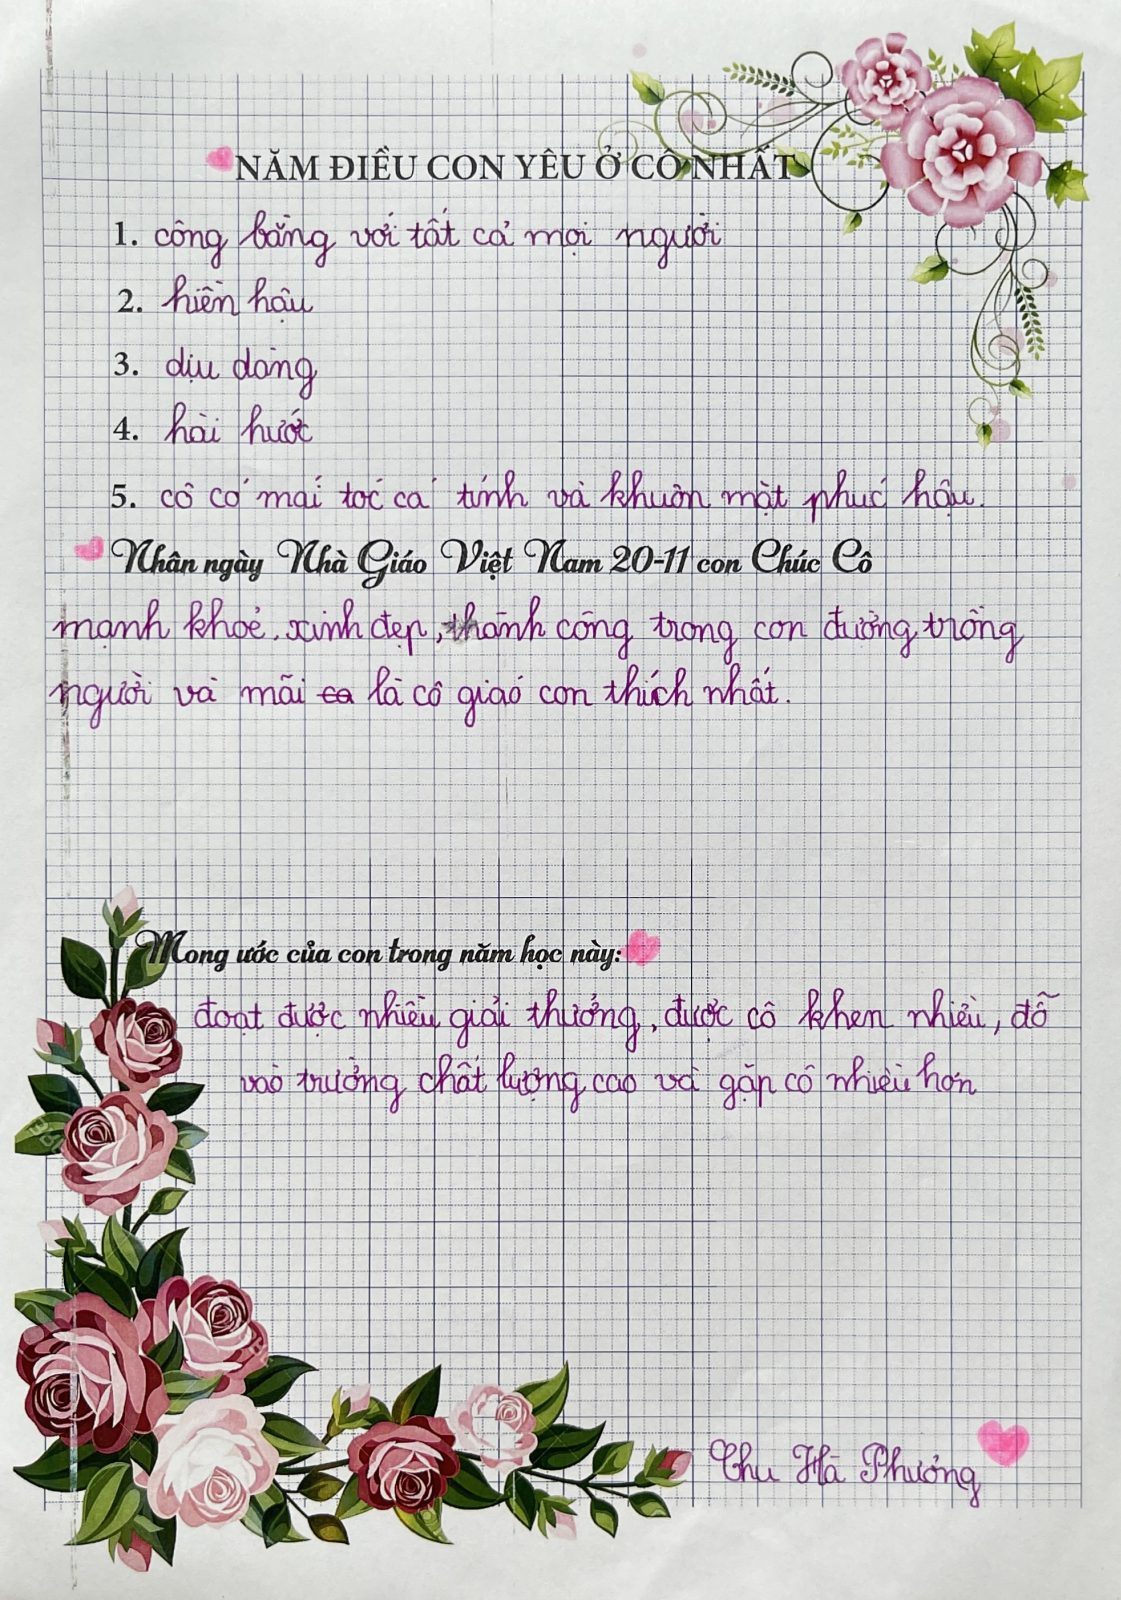 NĂM ĐIỀU CON YÊU Ở CÔ NHẤT
1. công bằng với tất cả mọi người
2. hiền hậu
3. dịu dàng
4. hài hước
5. cô có mái tóc cá tính và khuôn mặt phúc hậu.
Nhân ngày Nhà Giáo Việt Nam 20-11 con Chúc Cô
mạnh khoẻ, xinh đẹp, thành công trong con đường trồng
người và mãi ca là cô giáo con thích nhất.
Mong ước của con trong năm học này:
đoạt được nhiều giải thưởng, được cô khen nhiều, đỗ
vào trường chất lượng cao và gặp cô nhiều hơn
Chu Hà Phương